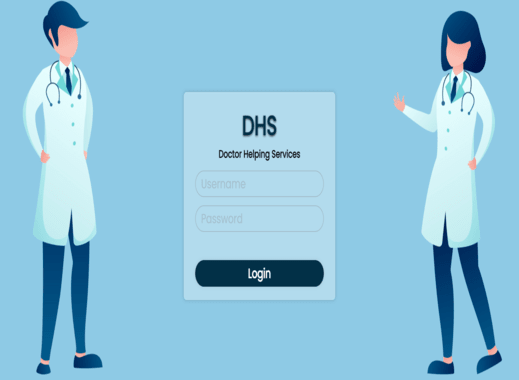 DHS
Doctor Helping Services
Username
Password
Login